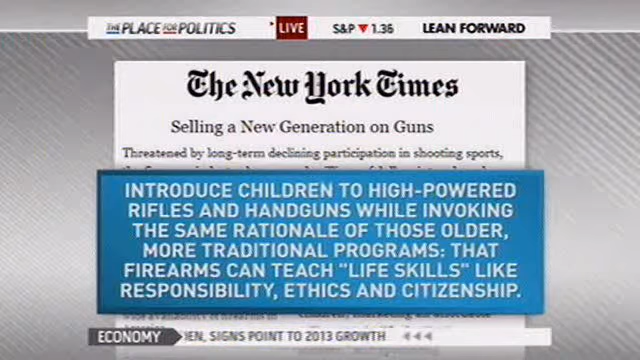 THE PLACE FOR POLITICS LIVE S&P ▼ 1.36 LEAN FORWARD
The New York Times
Selling a New Generation on Guns
Threatened by long-term declining participation in shooting sports,
INTRODUCE CHILDREN TO HIGH-POWERED
RIFLES AND HANDGUNS WHILE INVOKING
THE SAME RATIONALE OF THOSE OLDER,
MORE TRADITIONAL PROGRAMS: THAT
FIREARMS CAN TEACH "LIFE SKILLS" LIKE
RESPONSIBILITY, ETHICS AND CITIZENSHIP.
ECONOMY EN, SIGNS POINT TO 2013 GROWTH